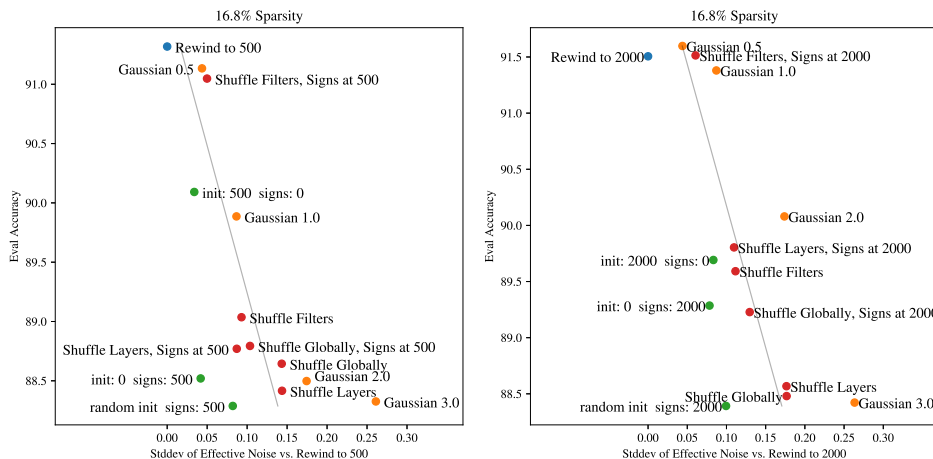 16.8% Sparsity
Rewind to 500
Gaussian 0.5
Shuffle Filters, Signs at 500
init: 500 signs: 0
Gaussian 1.0
Shuffle Filters
Shuffle Layers, Signs at 500
Shuffle Globally, Signs at 500
Shuffle Globally
Gaussian 2.0
init: 0 signs: 500
Shuffle Layers
random init signs: 500
Gaussian 3.0
91.0
90.5
90.0
89.5
89.0
88.5
Eval Accuracy
0.00 0.05 0.10 0.15 0.20 0.25 0.30
Stddev of Effective Noise vs. Rewind to 500
16.8% Sparsity
Gaussian 0.5
Rewind to 2000
Shuffle Filters, Signs at 2000
Gaussian 1.0
Gaussian 2.0
Shuffle Layers, Signs at 2000
init: 2000 signs: 0
Shuffle Filters
init: 0 signs: 2000
Shuffle Globally, Signs at 2000
Shuffle Layers
Shuffle Globally
random init signs: 2000
Gaussian 3.0
91.5
91.0
90.5
90.0
89.5
89.0
88.5
Eval Accuracy
0.00 0.05 0.10 0.15 0.20 0.25 0.30
Stddev of Effective Noise vs. Rewind to 2000